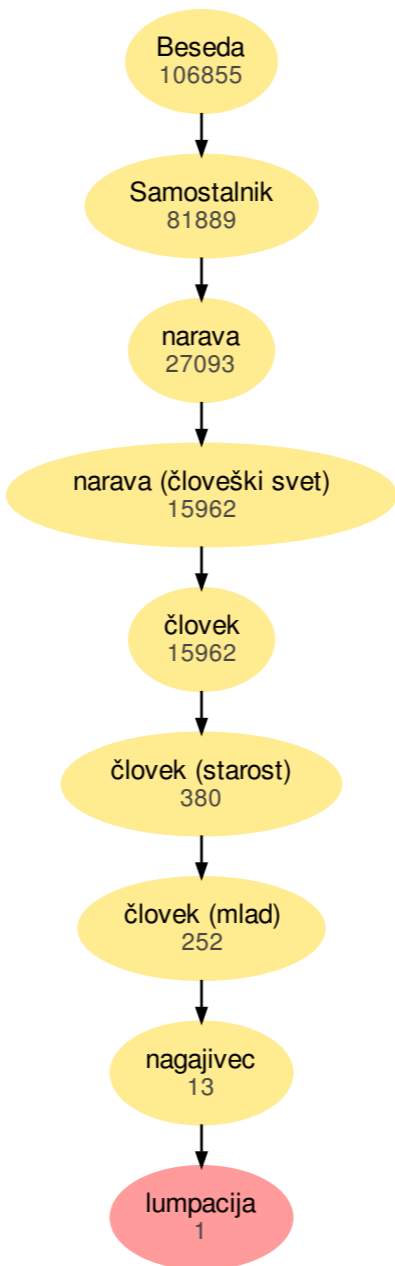 Beseda
106855
Samostalnik
81889
narava
27093
narava (človeški svet)
15962
človek
15962
človek (starost)
380
človek (mlad)
252
nagajivec
13
lumpacija
1